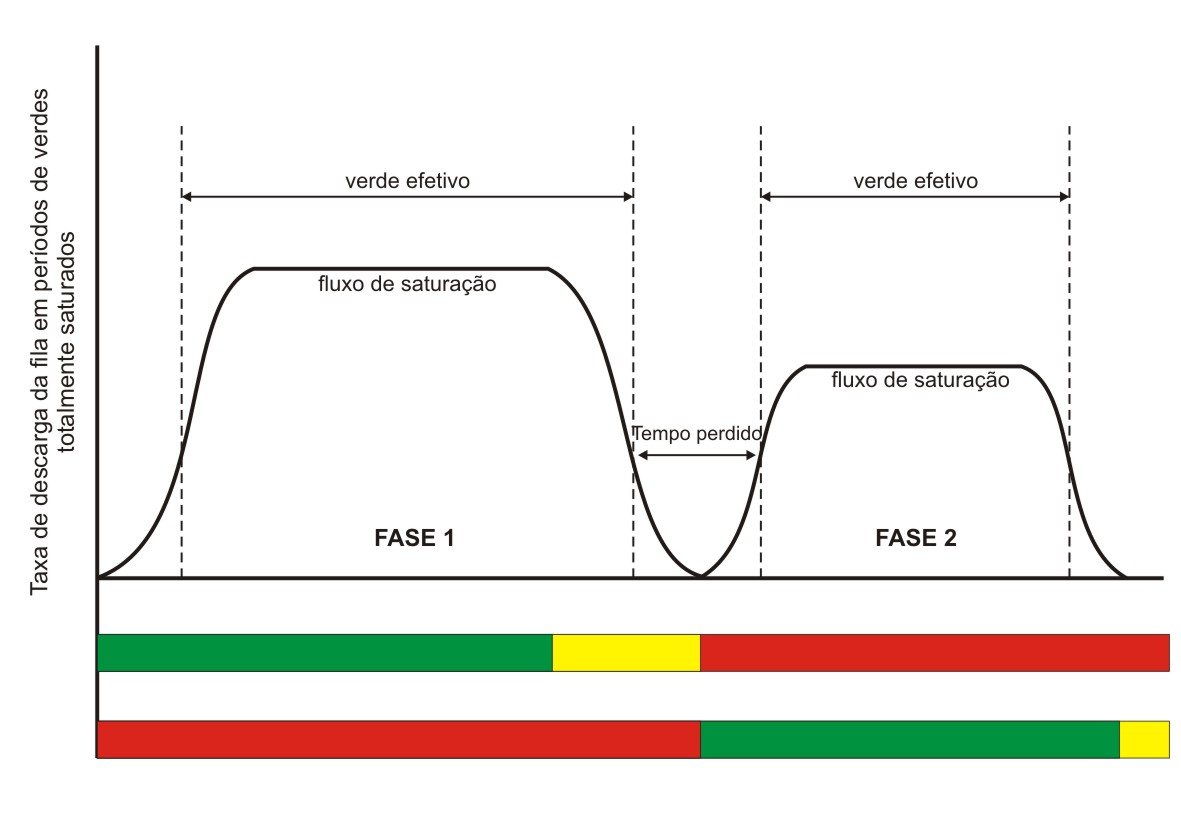 Taxa de descarga da fila em períodos de verdes
totalmente saturados
verde efetivo
verde efetivo
fluxo de saturação
fluxo de saturação
Tempo perdido
FASE 1
FASE 2